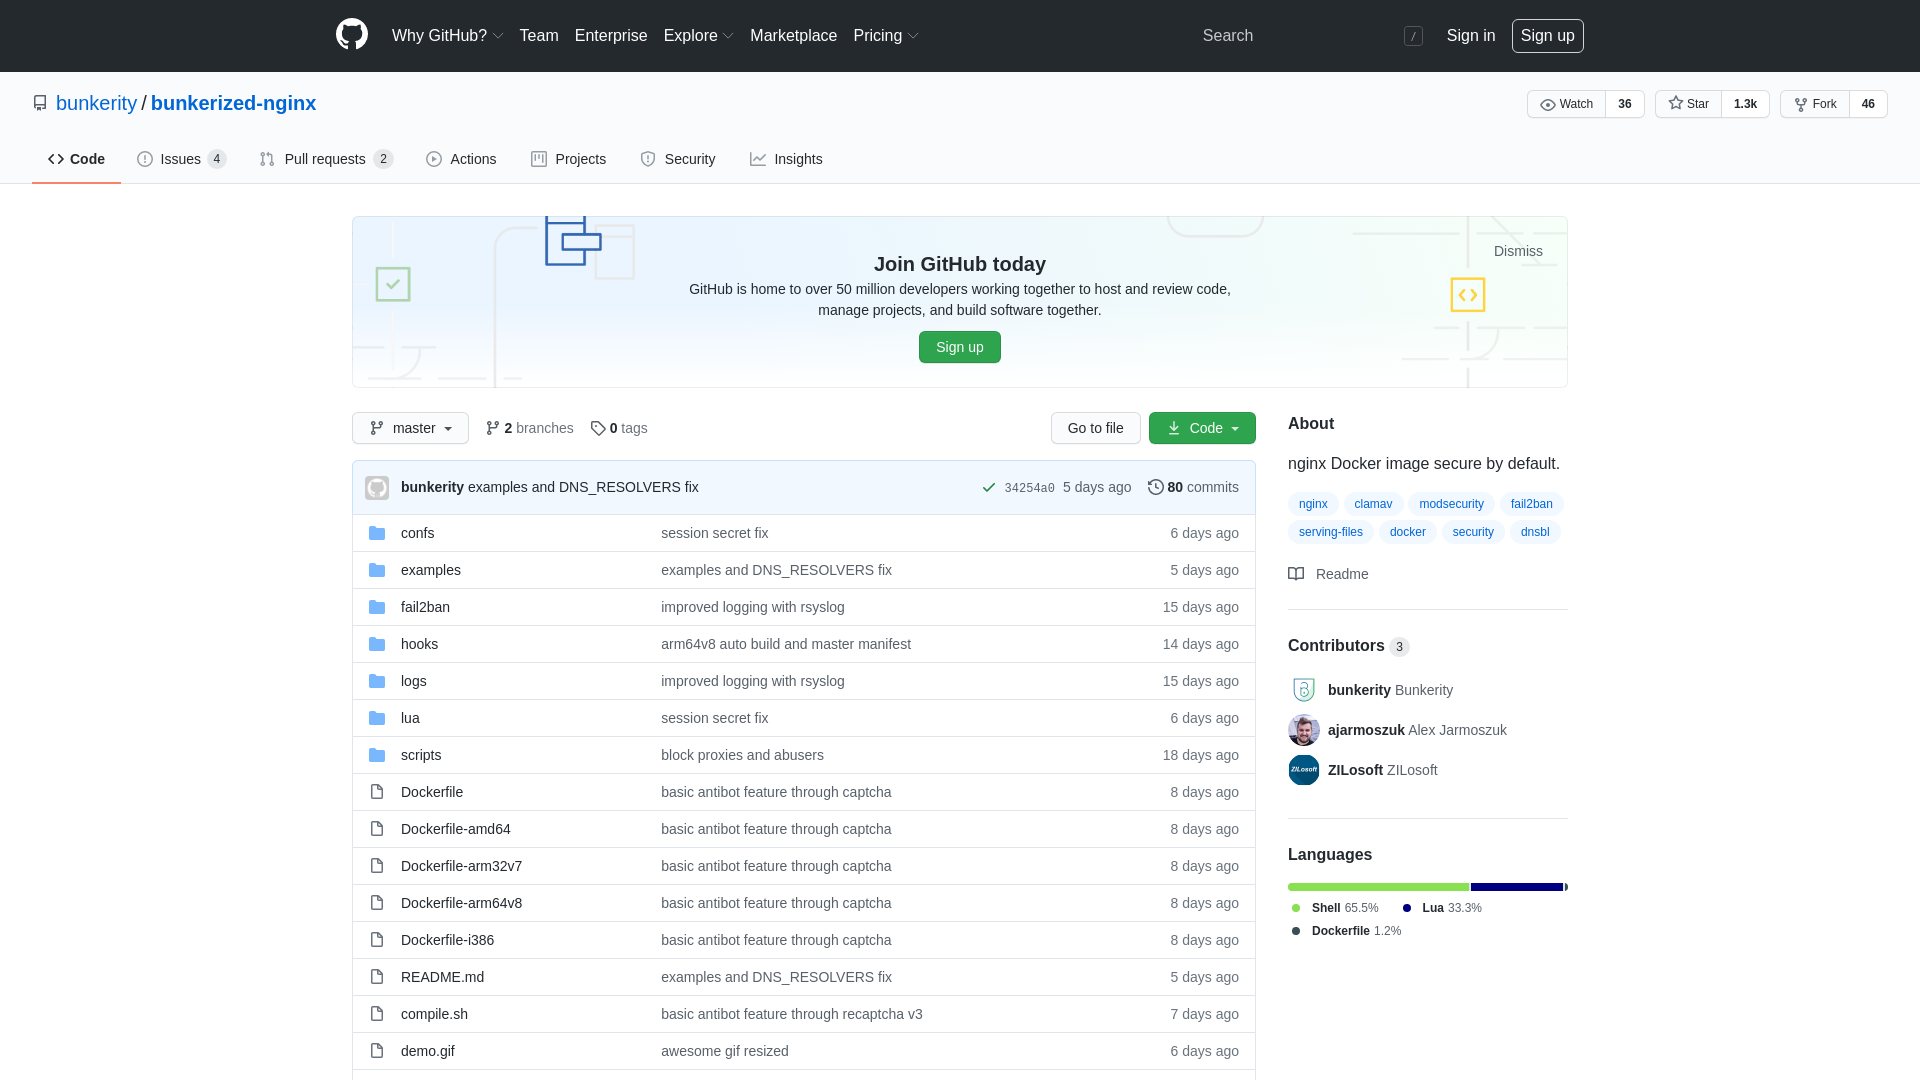 Why GitHub? Team Enterprise Explore Marketplace Pricing Search / Sign in Sign up
bunkerity / bunkerized-nginx Watch 36 Star 1.3k Fork 46
Code Issues 4 Pull requests 2 Actions Projects Security Insights
Dismiss
Join GitHub today
GitHub is home to over 50 million developers working together to host and review code,
manage projects, and build software together.
Sign up
master 2 branches 0 tags Go to file Code
bunkerity examples and DNS_RESOLVERS fix 34254a0 5 days ago 80 commits
confs session secret fix 6 days ago
examples examples and DNS_RESOLVERS fix 5 days ago
fail2ban improved logging with rsyslog 15 days ago
hooks arm64v8 auto build and master manifest 14 days ago
logs improved logging with rsyslog 15 days ago
lua session secret fix 6 days ago
scripts block proxies and abusers 18 days ago
Dockerfile basic antibot feature through captcha 8 days ago
Dockerfile-amd64 basic antibot feature through captcha 8 days ago
Dockerfile-arm32v7 basic antibot feature through captcha 8 days ago
Dockerfile-arm64v8 basic antibot feature through captcha 8 days ago
Dockerfile-i386 basic antibot feature through captcha 8 days ago
README.md examples and DNS_RESOLVERS fix 5 days ago
compile.sh basic antibot feature through recaptcha v3 7 days ago
demo.gif awesome gif resized 6 days ago
About
nginx Docker image secure by default.
nginx clamav modsecurity fail2ban
serving-files docker security dnsbl
Readme
Contributors 3
bunkerity Bunkerity
ajarmoszuk Alex Jarmoszuk
ZILosoft ZILosoft ZILosoft
Languages
Shell 65.5% Lua 33.3%
Dockerfile 1.2%